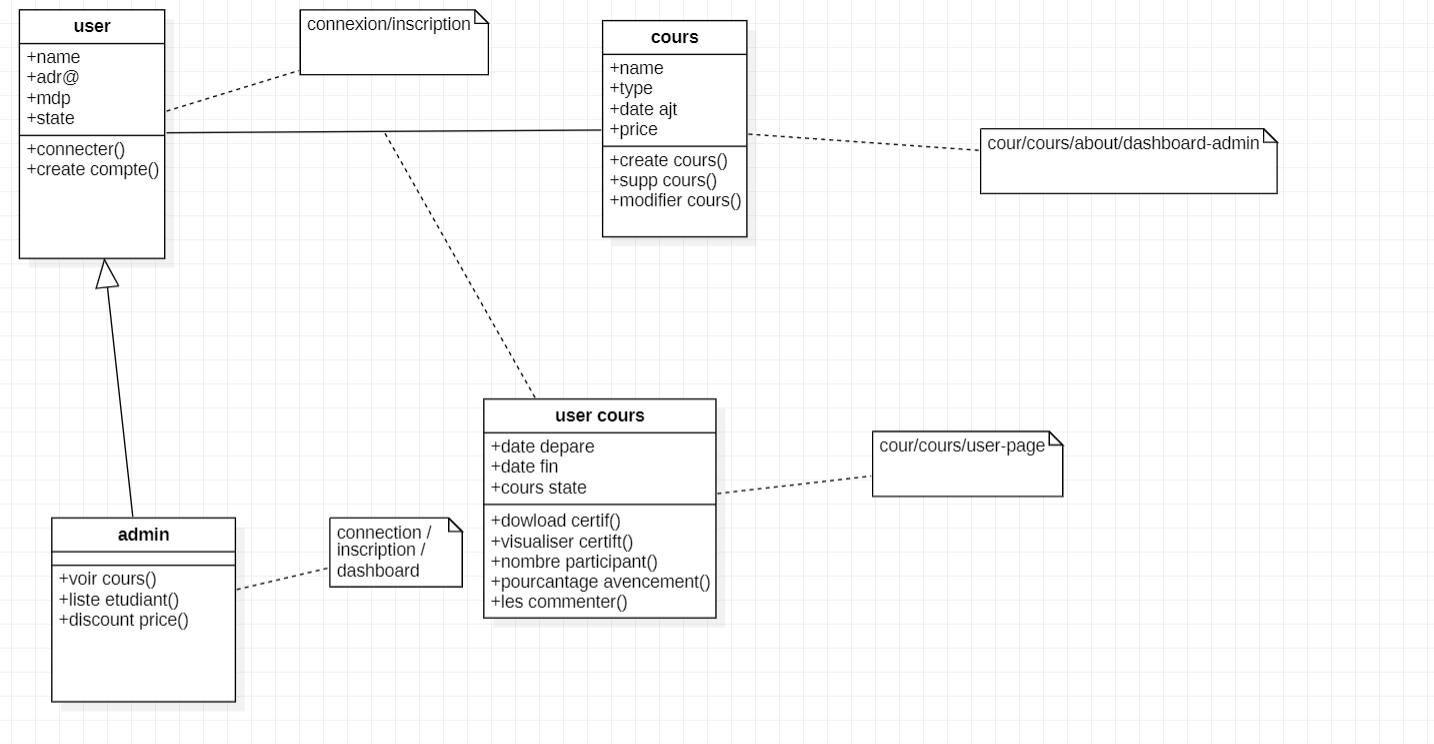 user
+name
+adr@
+mdp
+state
+connecter()
+create compte()
connexion/inscription
cours
+name
+type
+date ajt
+price
+create cours()
+supp cours()
+modifier cours()
cour/cours/about/dashboard-admin
user cours
+date depare
+date fin
+cours state
+dowload certif()
+visualiser certift()
+nombre participant()
+pourcantage avencement()
+les commenter()
cour/cours/user-page
admin
+voir cours()
+liste etudiant()
+discount price()
connection /
inscription /
dashboard